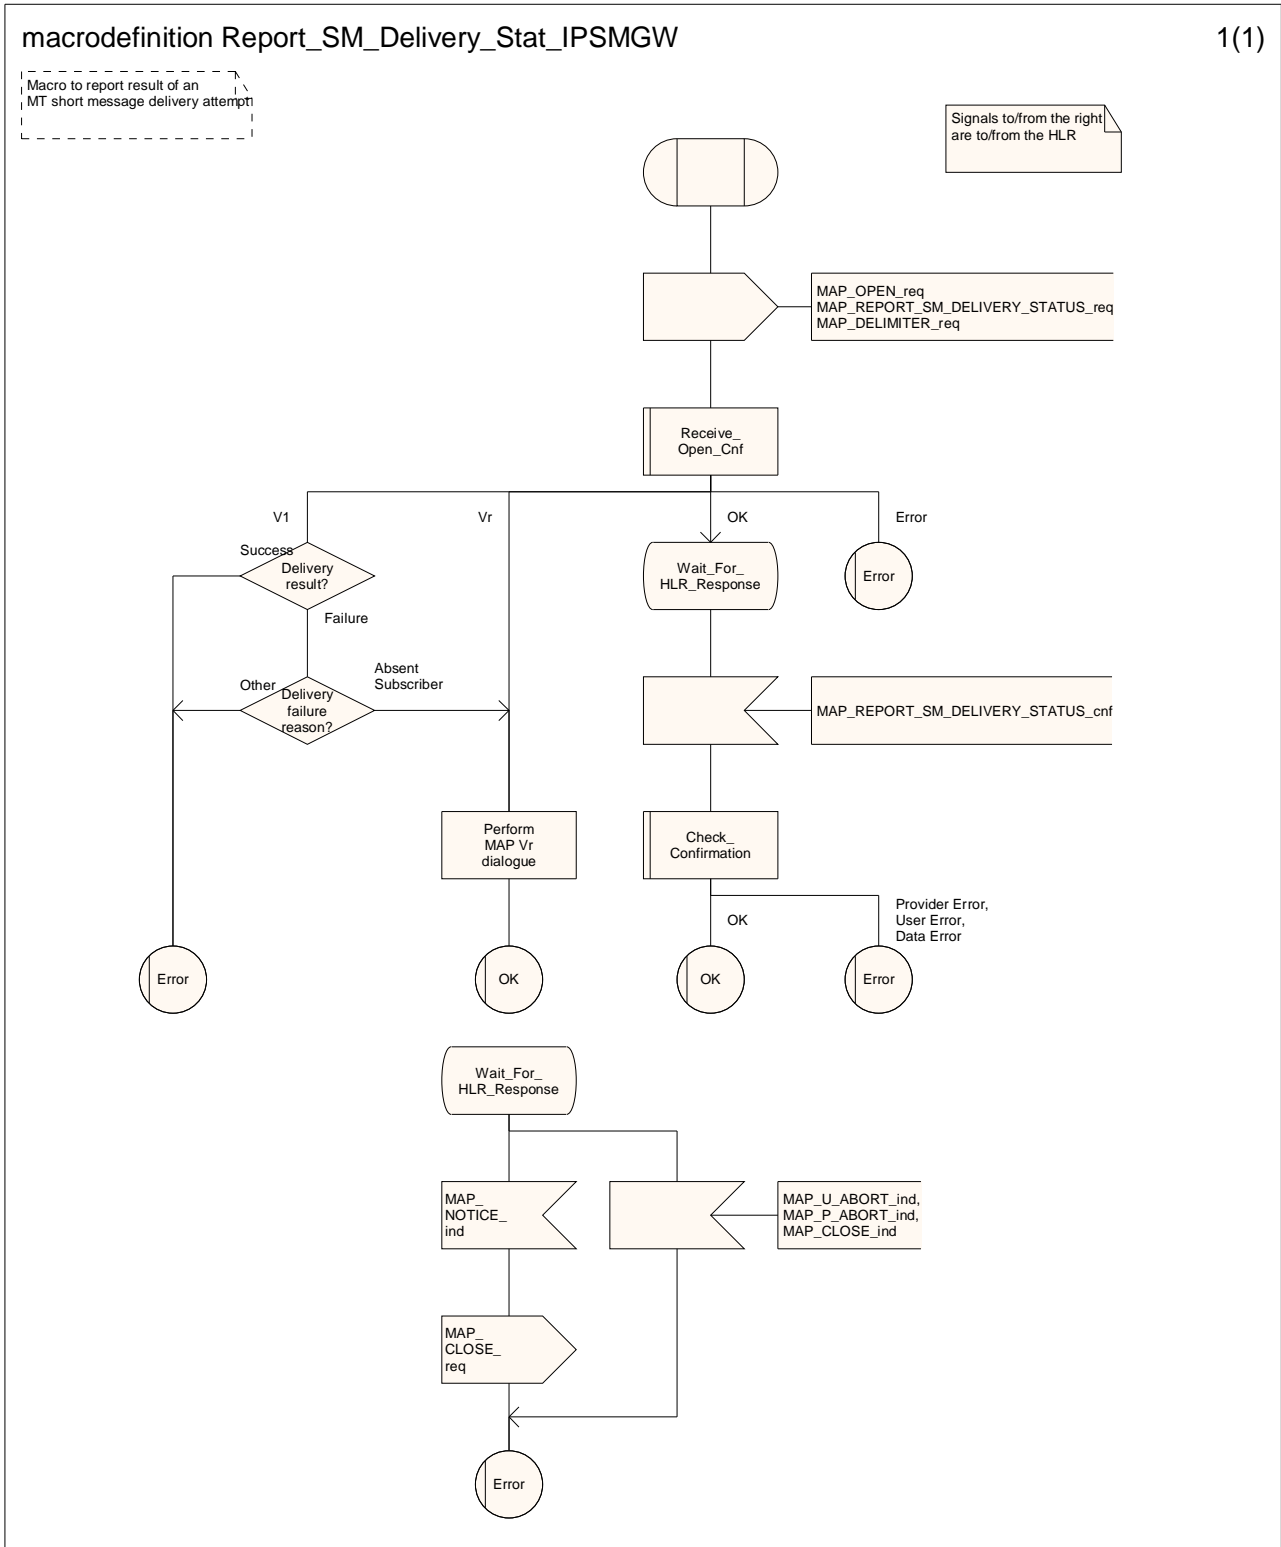 macrodefinition Report_SM_Delivery_Stat_IPSMGW
1(1)
Macro to report result of an
MT short message delivery attempt
Signals to/from the right
are to/from the HLR
MAP_OPEN_req
MAP_REPORT_SM_DELIVERY_STATUS_req
MAP_DELIMITER_req
Receive_
Open_Cnf
V1
Vr
OK
Error
Success
Delivery
result?
Wait_For_
HLR_Response
Error
Failure
Absent
Subscriber
Other
Delivery
failure
reason?
MAP_REPORT_SM_DELIVERY_STATUS_cnf
Perform
MAP Vr
dialogue
Check_
Confirmation
OK
Provider Error,
User Error,
Data Error
Error
OK
OK
Error
Wait_For_
HLR_Response
MAP_
NOTICE_
ind
MAP_U_ABORT_ind,
MAP_P_ABORT_ind,
MAP_CLOSE_ind
MAP_
CLOSE_
req
Error